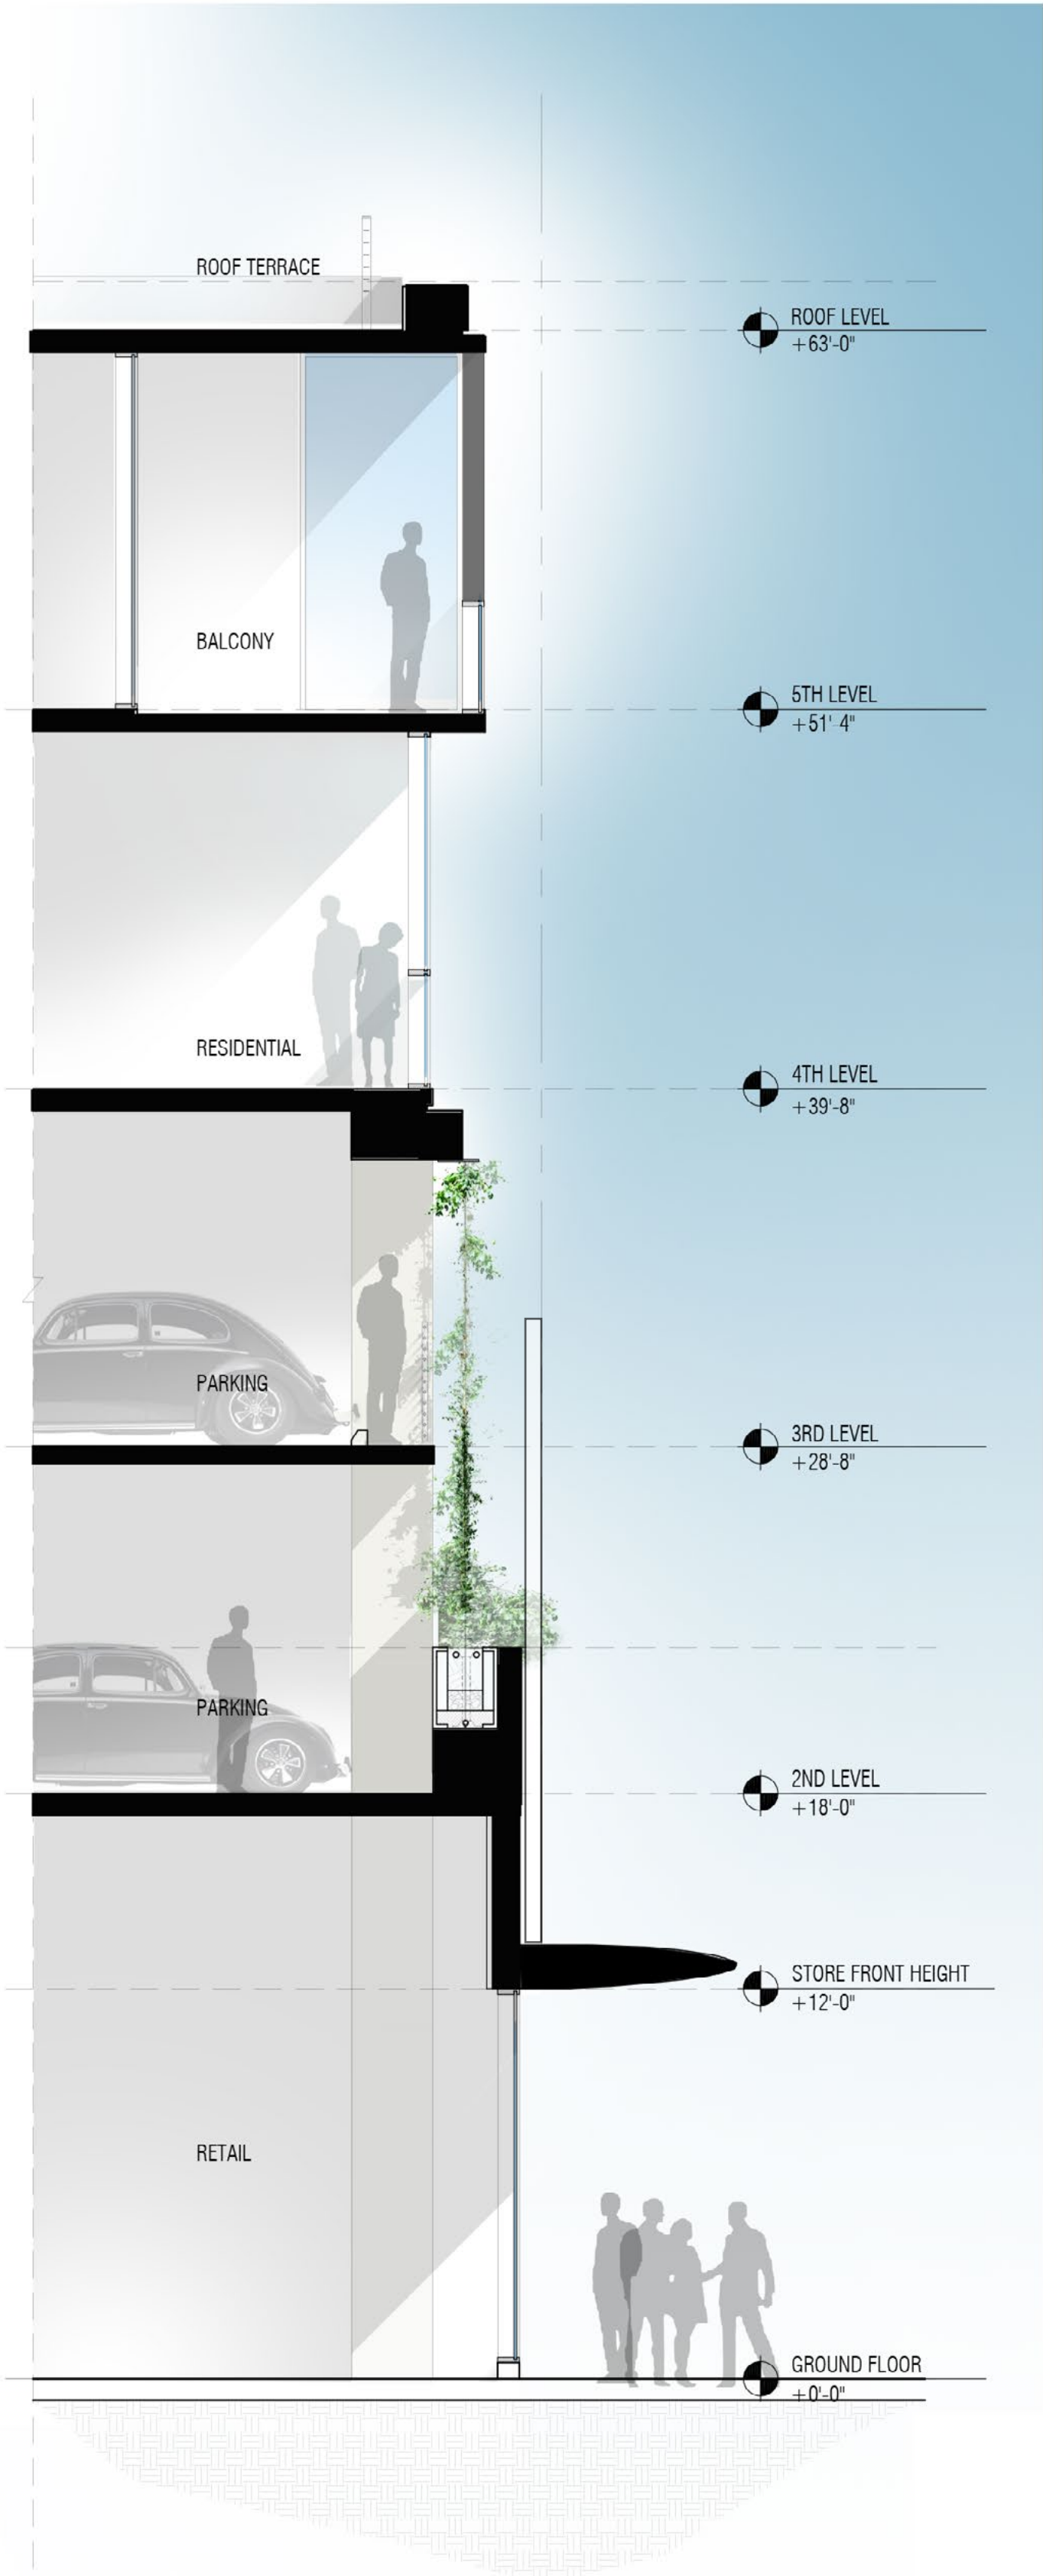 ROOF TERRACE
ROOF LEVEL
+63'-0"
BALCONY
5TH LEVEL
+51'-4"
RESIDENTIAL
4TH LEVEL
+39'-8"
PARKING
3RD LEVEL
+28'-8"
PARKING
2ND LEVEL
+18'-0"
STORE FRONT HEIGHT
+12'-0"
RETAIL
GROUND FLOOR
+0'-0"